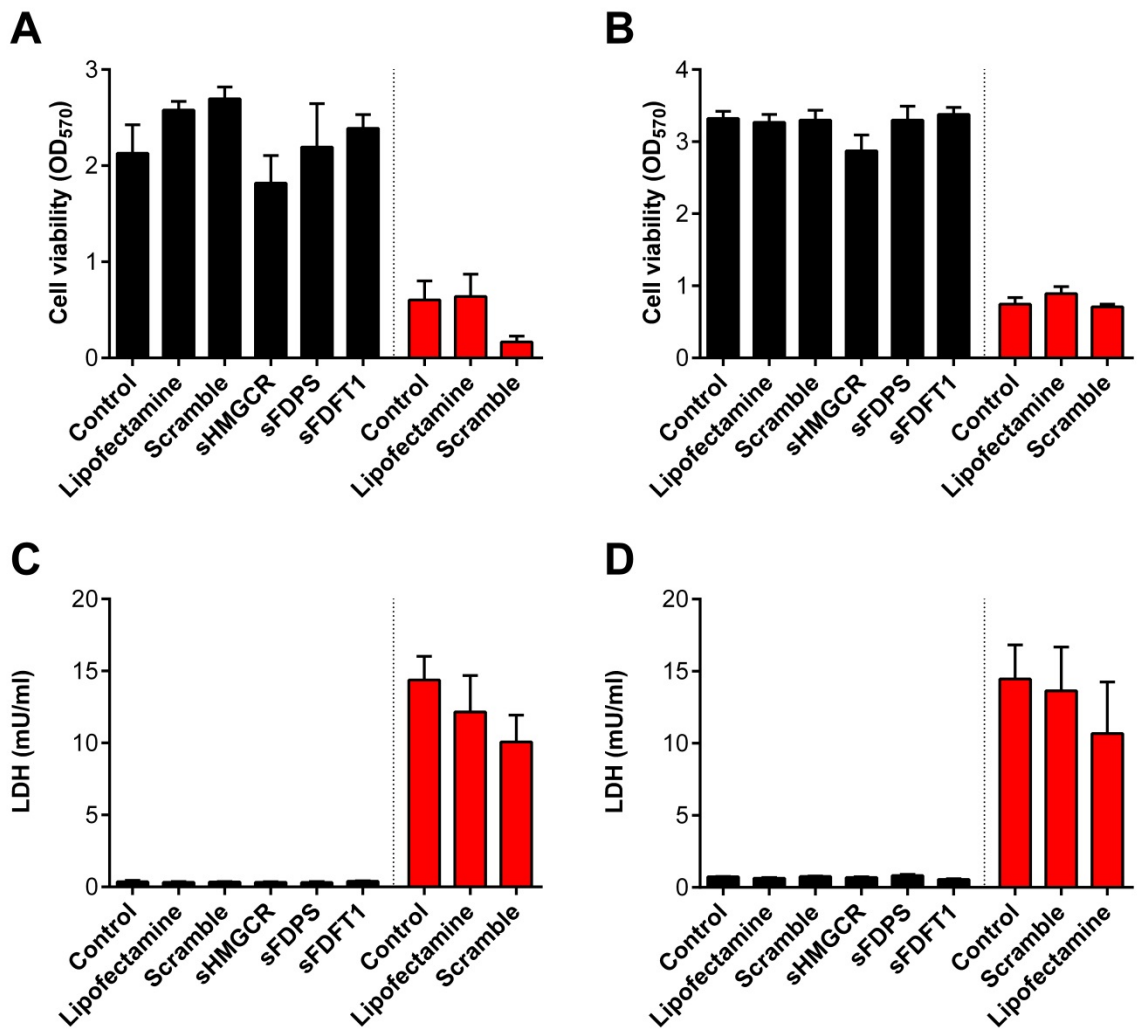 A
Cell viability (OD570)
3
2
1
0
Control
Lipofectamine
Scramble
sHMGCR
sFDPS
sFDFT1
Control
Lipofectamine
Scramble
B
Cell viability (OD570)
4
3
2
1
0
Control
Lipofectamine
Scramble
sHMGCR
sFDPS
sFDFT1
Control
Lipofectamine
Scramble
C
LDH (mU/ml)
20
15
10
5
0
Control
Lipofectamine
Scramble
sHMGCR
sFDPS
sFDFT1
Control
Lipofectamine
Scramble
D
LDH (mU/ml)
20
15
10
5
0
Control
Lipofectamine
Scramble
sHMGCR
sFDPS
sFDFT1
Control
Scramble
Lipofectamine